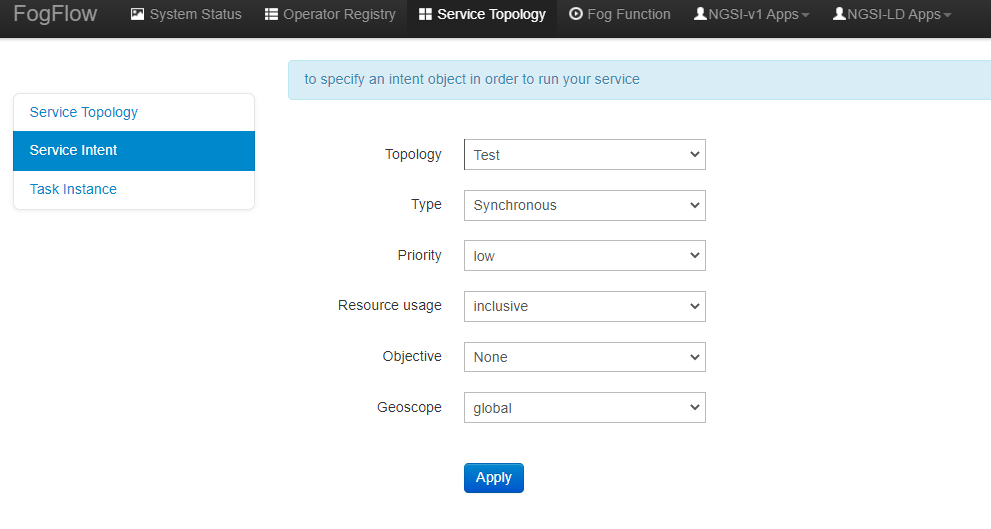 FogFlow System Status Operator Registry Service Topology Fog Function NGSI-v1 Apps NGSI-LD Apps
to specify an intent object in order to run your service
Service Topology
Service Intent
Task Instance
Topology Test
Type Synchronous
Priority low
Resource usage inclusive
Objective None
Geoscope global
Apply